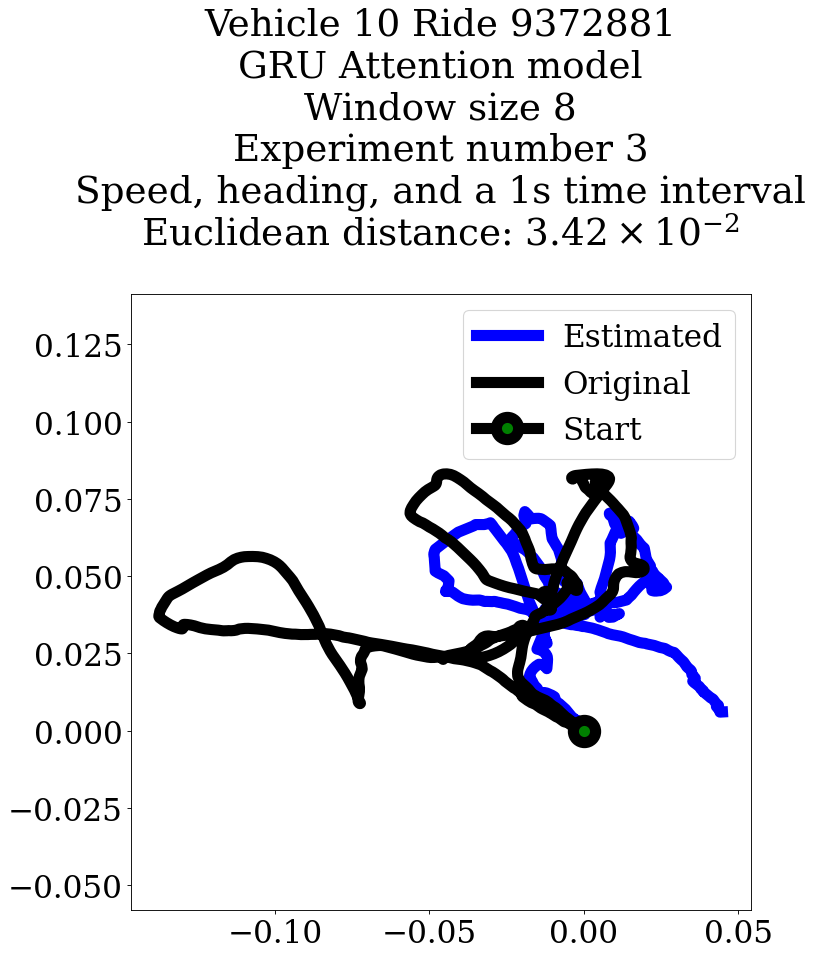 Vehicle 10 Ride 9372881
GRU Attention model
Window size 8
Experiment number 3
Speed, heading, and a 1s time interval
Euclidean distance: 3.42 × 10⁻²
Estimated
Original
Start
0.125
0.100
0.075
0.050
0.025
0.000
−0.025
−0.050
−0.10
−0.05
0.00
0.05